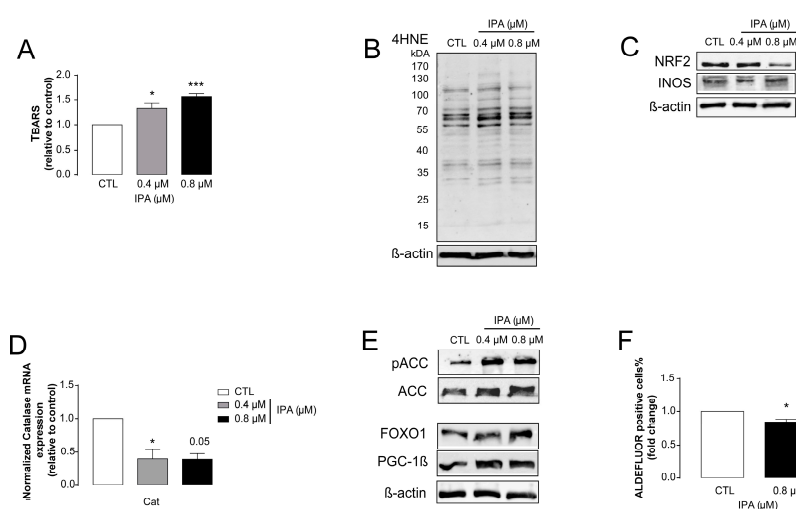 A
TBARS
(relative to control)
2.0
1.5
1.0
0.5
0.0
*
***
CTL
0.4 µM
0.8 µM
IPA (µM)
B
4HNE
IPA (µM)
CTL
0.4 µM
0.8 µM
kDA
170
130
100
70
55
40
35
25
15
ß-actin
C
IPA (µM)
CTL
0.4 µM
0.8 µM
NRF2
INOS
ß-actin
D
Normalized Catalase mRNA
expression
(relative to control)
1.5
1.0
0.5
0.0
*
0.05
Cat
CTL
0.4 µM
0.8 µM
IPA (µM)
E
IPA (µM)
CTL
0.4 µM
0.8 µM
pACC
ACC
FOXO1
PGC-1ß
ß-actin
F
ALDEFLUOR positive cells%
(fold change)
1.5
1.0
0.5
0.0
*
CTL
0.8 µ
IPA (µM)